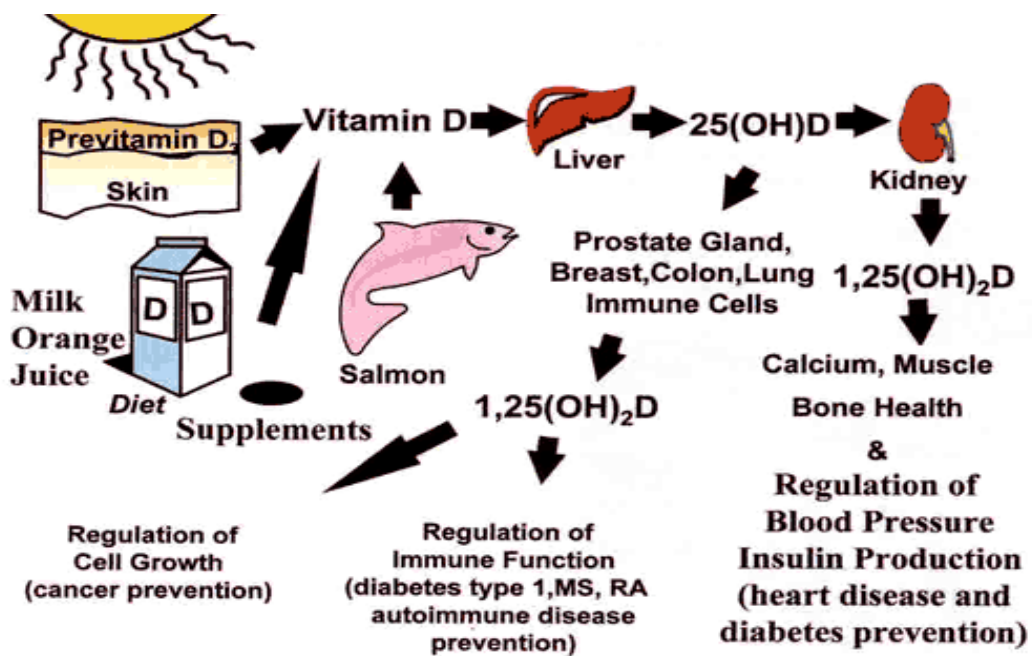 Previtamin D3
Skin
Vitamin D
Liver
25(OH)D
Kidney
Milk
Orange
Juice
D D
Diet
Supplements
Salmon
Prostate Gland,
Breast,Colon,Lung
Immune Cells
1,25(OH)₂D
1,25(OH)₂D
Calcium, Muscle
Bone Health
&
Regulation of
Blood Pressure
Insulin Production
(heart disease and
diabetes prevention)
Regulation of
Cell Growth
(cancer prevention)
Regulation of
Immune Function
(diabetes type 1,MS, RA
autoimmune disease
prevention)